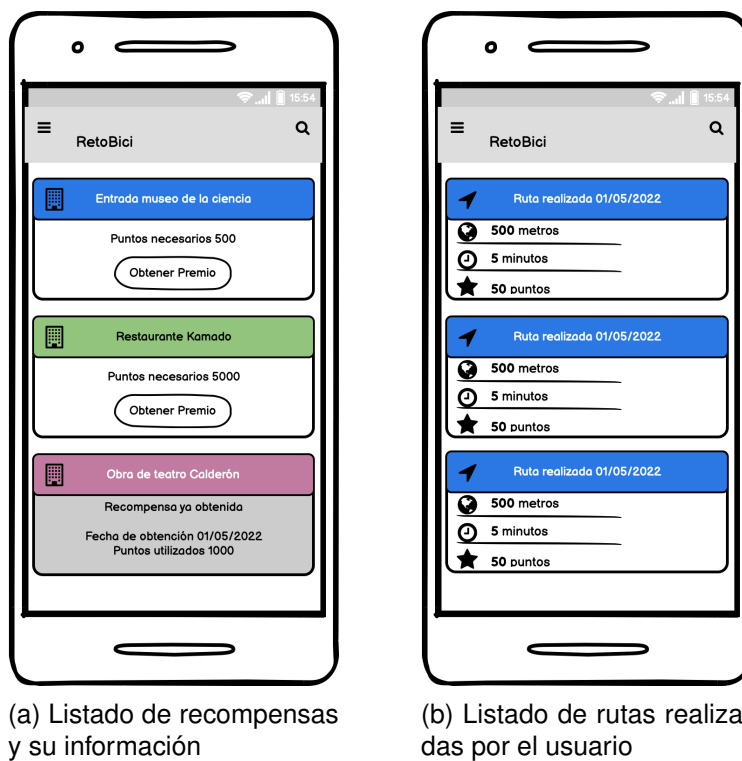 15:54
RetoBici
Entrada museo de la ciencia
Puntos necesarios 500
Obtener Premio
Restaurante Kamado
Puntos necesarios 5000
Obtener Premio
Obra de teatro Calderón
Recompensa ya obtenida
Fecha de obtención 01/05/2022
Puntos utilizados 1000
(a) Listado de recompensas
y su información
15:54
RetoBici
Ruta realizada 01/05/2022
500 metros
5 minutos
50 puntos
Ruta realizada 01/05/2022
500 metros
5 minutos
50 puntos
Ruta realizada 01/05/2022
500 metros
5 minutos
50 puntos
(b) Listado de rutas realiza
das por el usuario